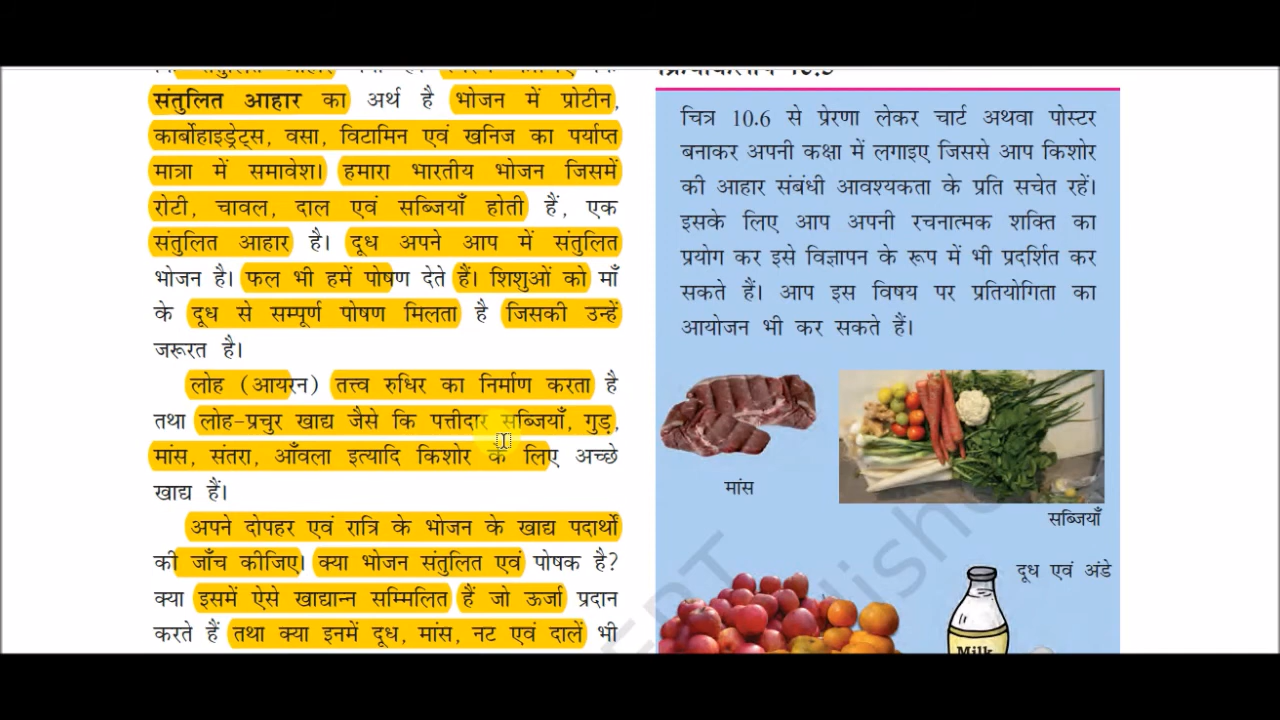 संतुलित आहार का अर्थ है भोजन में प्रोटीन,
कार्बोहाइड्रेट्स, वसा, विटामिन एवं खनिज का पर्याप्त
मात्रा में समावेश। हमारा भारतीय भोजन जिसमें
रोटी, चावल, दाल एवं सब्जियाँ होती हैं, एक
संतुलित आहार है। दूध अपने आप में संतुलित
भोजन है। फल भी हमें पोषण देते हैं। शिशुओं को माँ
के दूध से सम्पूर्ण पोषण मिलता है जिसकी उन्हें
जरूरत है।
लोह (आयरन) तत्त्व रुधिर का निर्माण करता है
तथा लोह-प्रचुर खाद्य जैसे कि पत्तीदार सब्जियाँ, गुड़,
मांस, संतरा, आँवला इत्यादि किशोर के लिए अच्छे
खाद्य हैं।
अपने दोपहर एवं रात्रि के भोजन के खाद्य पदार्थों
की जाँच कीजिए। क्या भोजन संतुलित एवं पोषक है?
क्या इसमें ऐसे खाद्यान्न सम्मिलित हैं जो ऊर्जा प्रदान
करते हैं तथा क्या इनमें दूध, मांस, नट एवं दालें भी
चित्र 10.6 से प्रेरणा लेकर चार्ट अथवा पोस्टर
बनाकर अपनी कक्षा में लगाइए जिससे आप किशोर
की आहार संबंधी आवश्यकता के प्रति सचेत रहें।
इसके लिए आप अपनी रचनात्मक शक्ति का
प्रयोग कर इसे विज्ञापन के रूप में भी प्रदर्शित कर
सकते हैं। आप इस विषय पर प्रतियोगिता का
आयोजन भी कर सकते हैं।
मांस
सब्जियाँ
दूध एवं अंडे
Milk